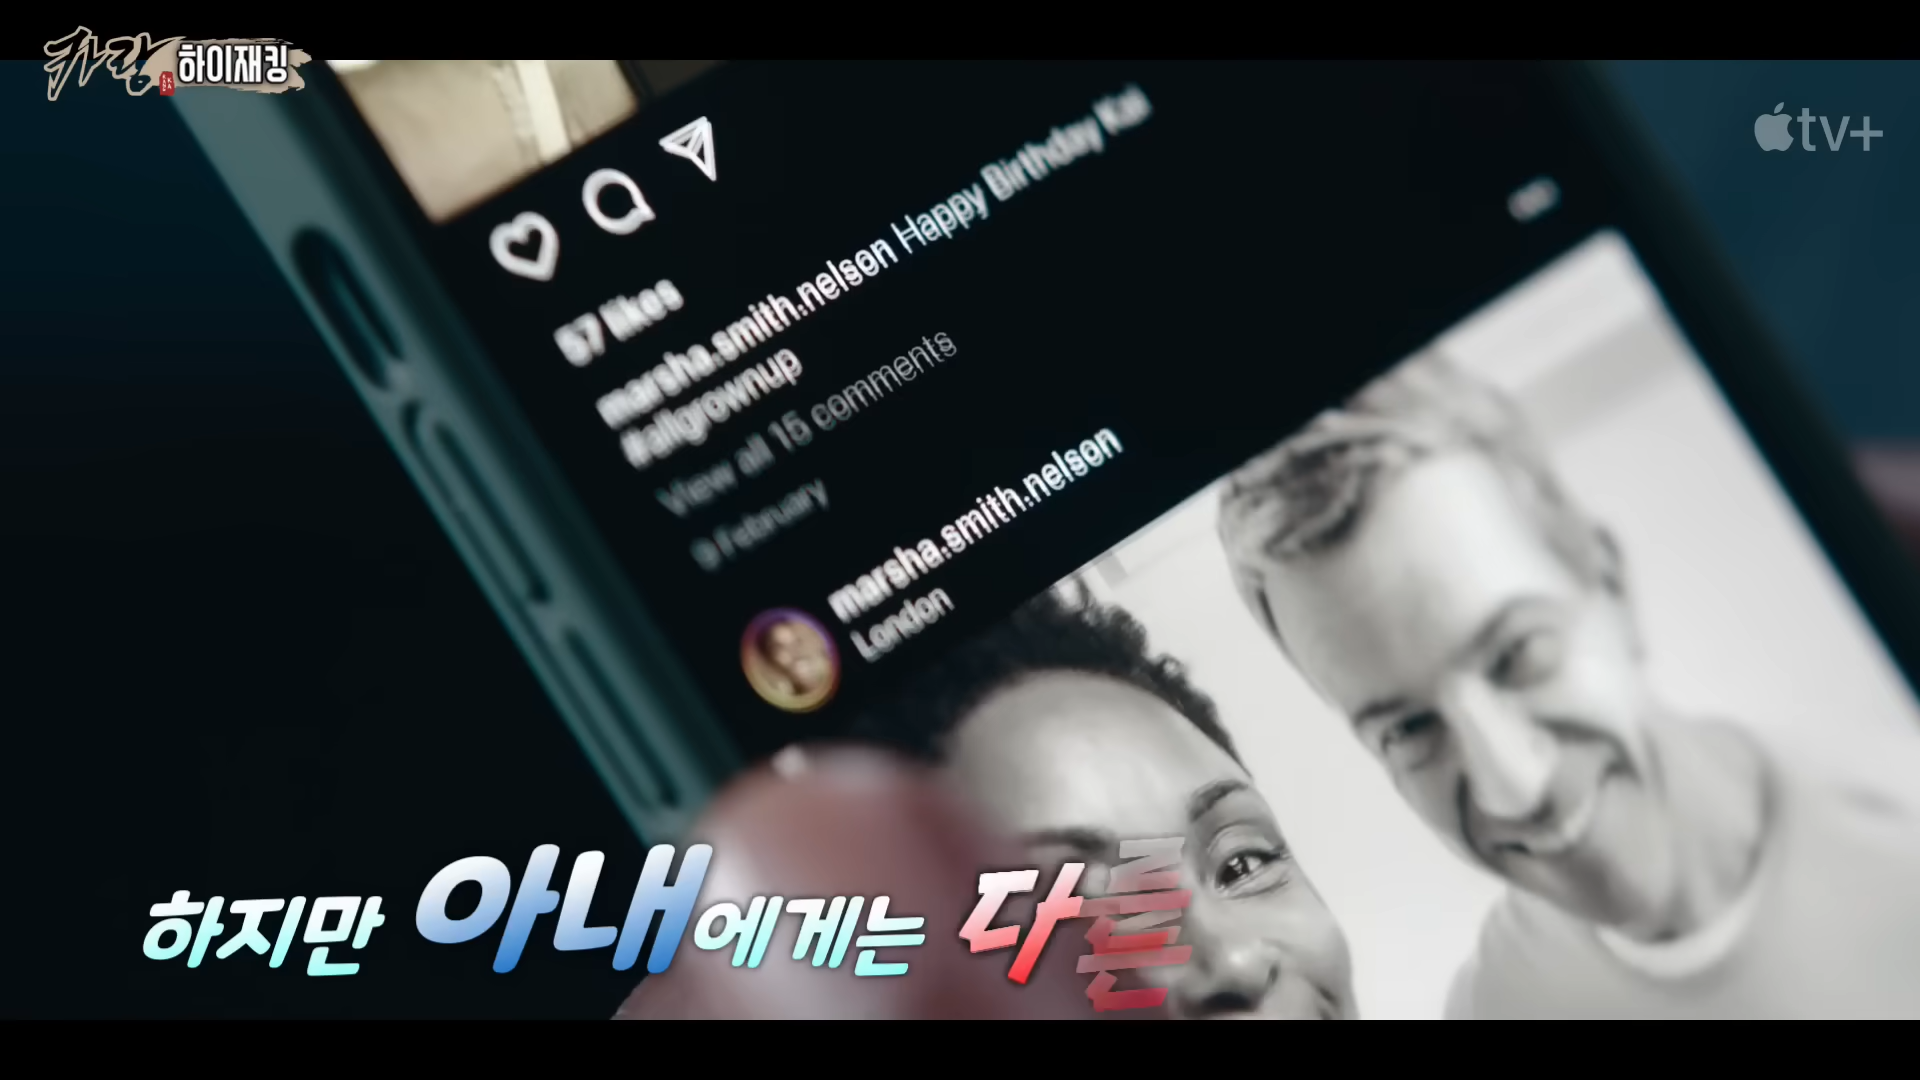 카랑
하이재킹
tv+
57 likes
marsha.smith.nelson Happy Birthday Kai
#allgrownup
View all 15 comments
9 February
marsha.smith.nelson
London
하지만 아내에게는 다른